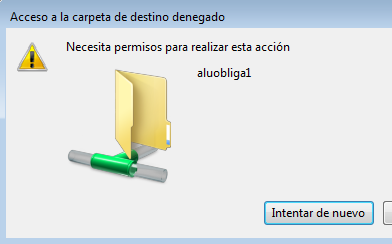 Acceso a la carpeta de destino denegado
Necesita permisos para realizar esta acción
aluobliga1
Intentar de nuevo